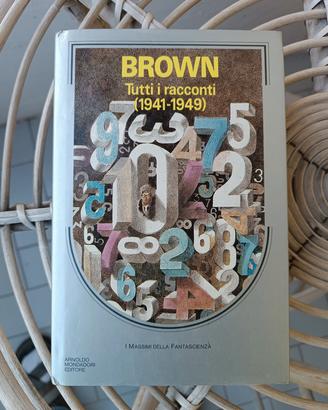 BROWN
Tutti i racconti
(1941-1949)
I MASSIMI DELLA FANTASCIENZA
ARNOLDO
MONDADORI
EDITORE